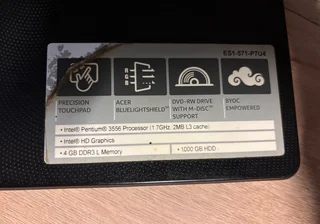 ES1-571-P7U4
PRECISION TOUCHPAD
ACER BLUELIGHTSHIELD™
DVD-RW DRIVE WITH M-DISC™ SUPPORT
BYOC EMPOWERED
• Intel® Pentium® 3556 Processor (1.7GHz, 2MB L3 cache)
• Intel® HD Graphics
• 4 GB DDR3 L Memory
• 1000 GB HDD